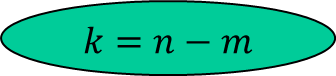 k = n − m